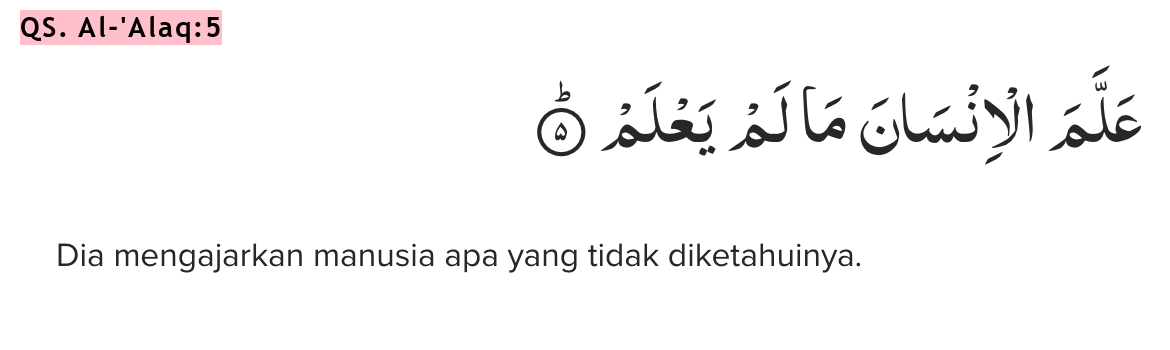 QS. Al-'Alaq:5
عَلَّمَ الْاِنْسَانَ مَا لَمْ يَعْلَمْۗ ۝٥
Dia mengajarkan manusia apa yang tidak diketahuinya.